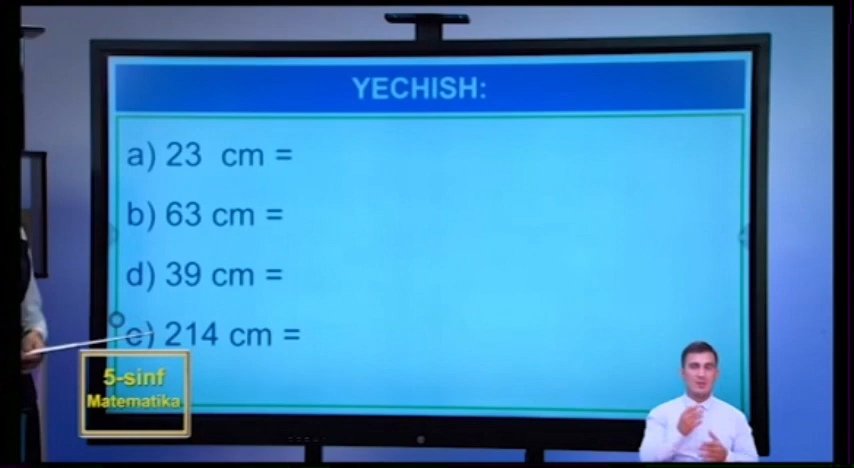 YECHISH:
a) 23 cm =
b) 63 cm =
d) 39 cm =
e) 214 cm =
5-sinf
Matematika